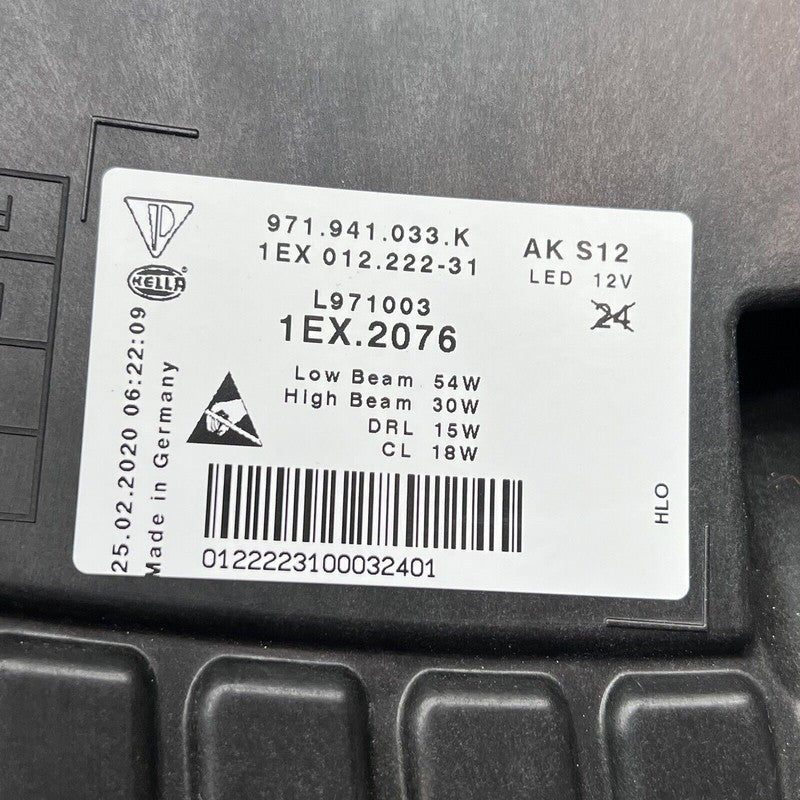 971.941.033.K
1EX 012.222-31
AK S12
LED 12V
24
HELLA
L971003
1EX.2076
Low Beam 54W
High Beam 30W
DRL 15W
CL 18W
25.02.2020 06:22:09
Made in Germany
HLO
0122223100032401